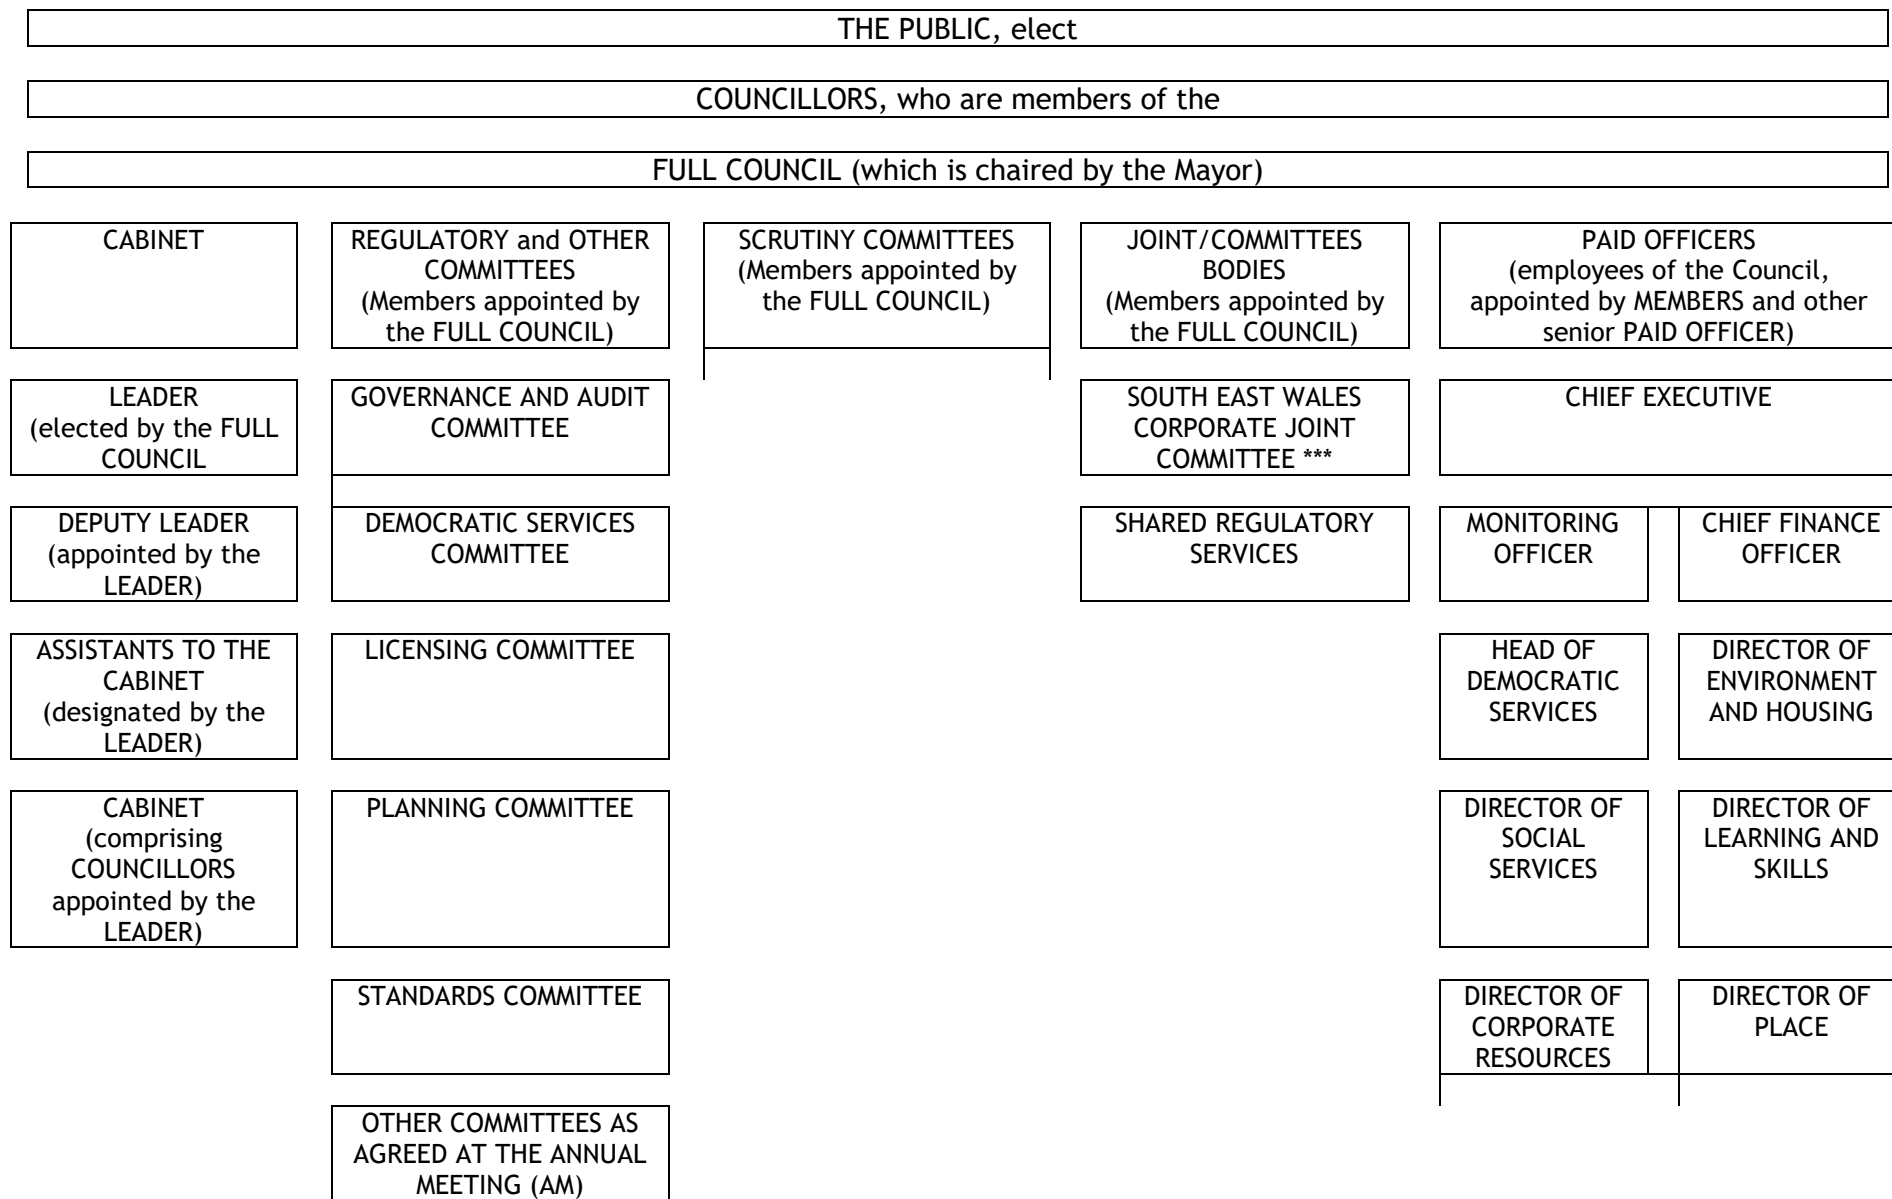 THE PUBLIC, elect
COUNCILLORS, who are members of the
FULL COUNCIL (which is chaired by the Mayor)
CABINET
REGULATORY and OTHER
COMMITTEES
(Members appointed by
the FULL COUNCIL)
SCRUTINY COMMITTEES
(Members appointed by
the FULL COUNCIL)
JOINT/COMMITTEES
BODIES
(Members appointed by
the FULL COUNCIL)
PAID OFFICERS
(employees of the Council,
appointed by MEMBERS and other
senior PAID OFFICER)
LEADER
(elected by the FULL
COUNCIL
GOVERNANCE AND AUDIT
COMMITTEE
SOUTH EAST WALES
CORPORATE JOINT
COMMITTEE ***
CHIEF EXECUTIVE
DEPUTY LEADER
(appointed by the
LEADER)
DEMOCRATIC SERVICES
COMMITTEE
SHARED REGULATORY
SERVICES
MONITORING
OFFICER
CHIEF FINANCE
OFFICER
ASSISTANTS TO THE
CABINET
(designated by the
LEADER)
LICENSING COMMITTEE
HEAD OF
DEMOCRATIC
SERVICES
DIRECTOR OF
ENVIRONMENT
AND HOUSING
CABINET
(comprising
COUNCILLORS
appointed by the
LEADER)
PLANNING COMMITTEE
DIRECTOR OF
SOCIAL
SERVICES
DIRECTOR OF
LEARNING AND
SKILLS
STANDARDS COMMITTEE
DIRECTOR OF
CORPORATE
RESOURCES
DIRECTOR OF
PLACE
OTHER COMMITTEES AS
AGREED AT THE ANNUAL
MEETING (AM)